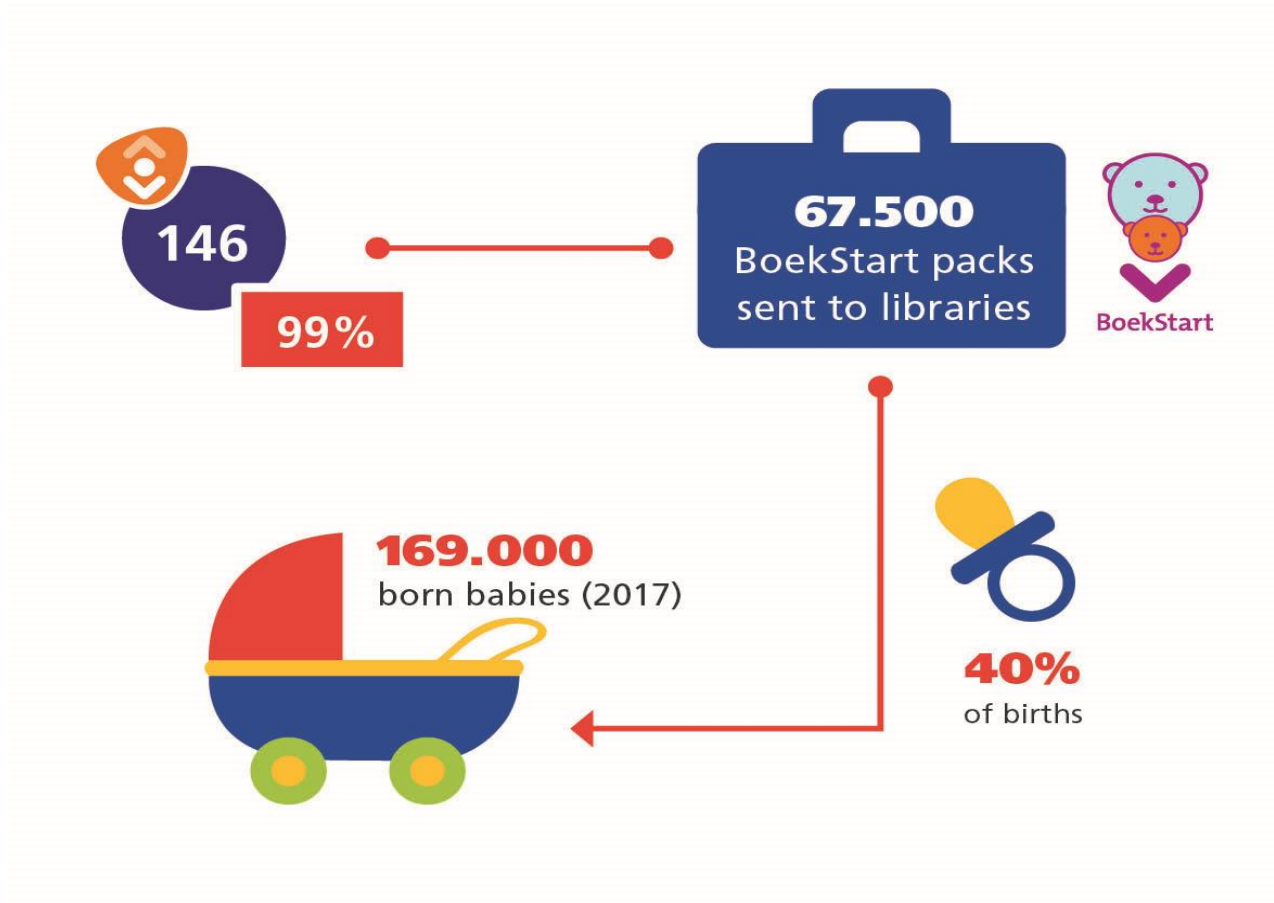 146
99%
67.500
BoekStart packs
sent to libraries
BoekStart
169.000
born babies (2017)
40%
of births